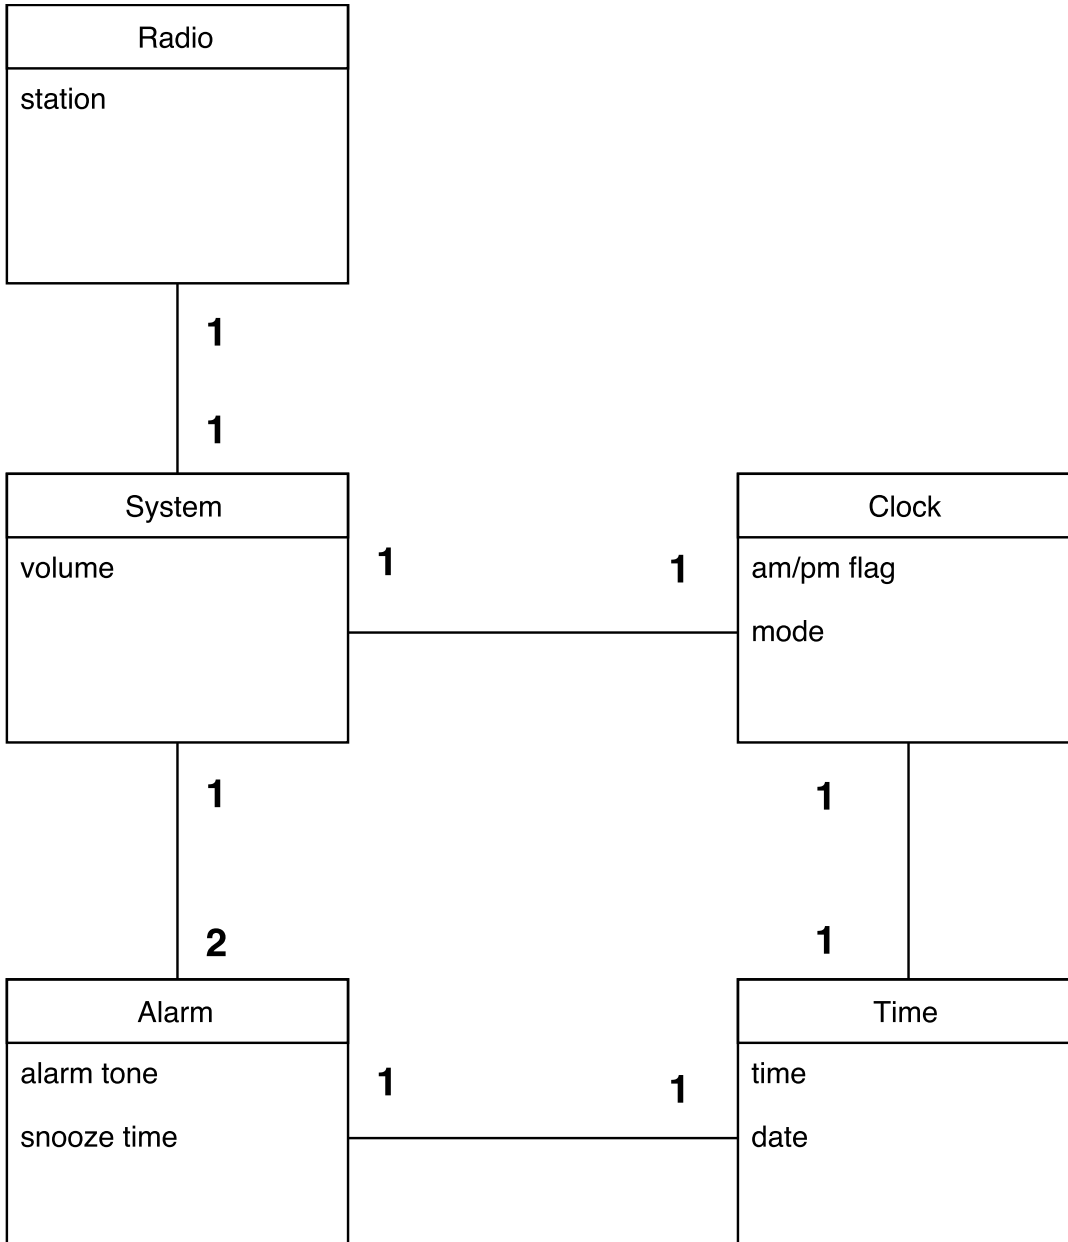 Radio
station
1
1
System
volume
1
1
Clock
am/pm flag
mode
1
2
1
1
Alarm
alarm tone
snooze time
1
1
Time
time
date